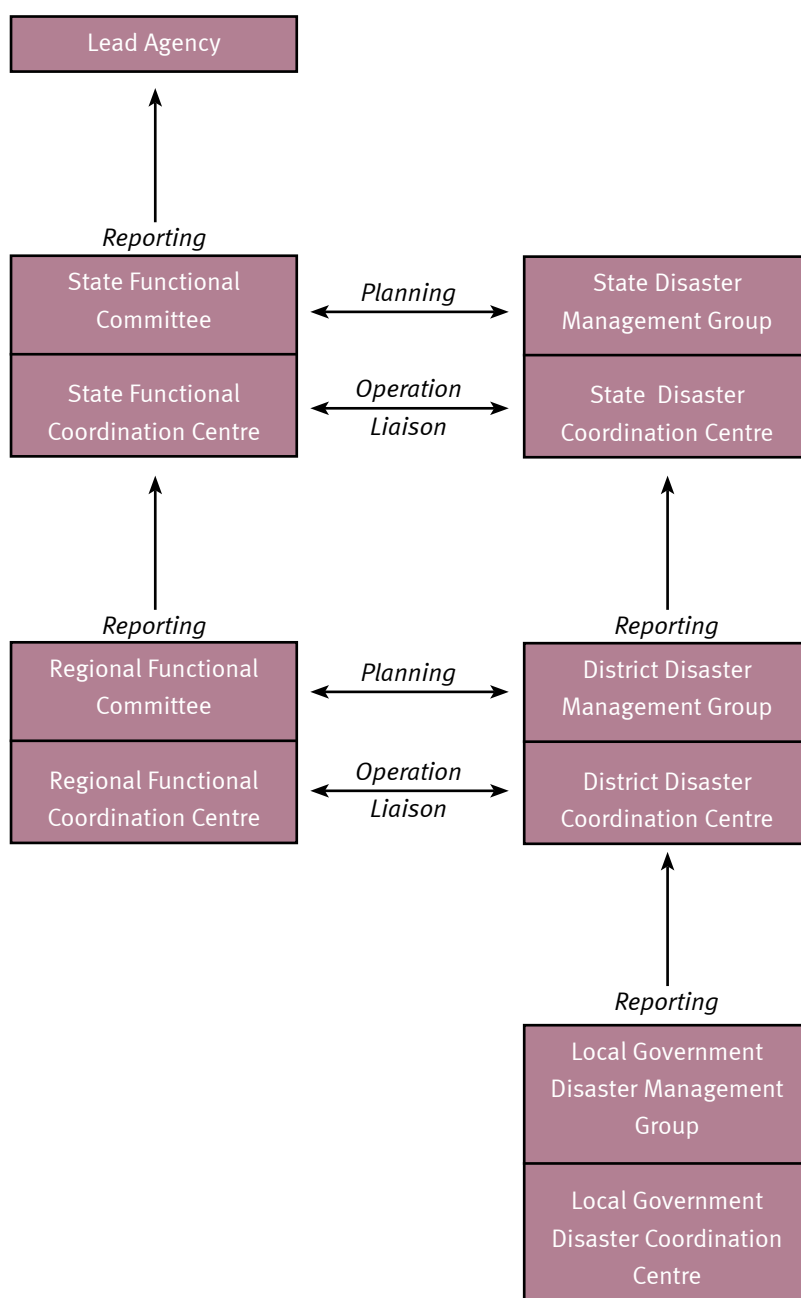 Lead Agency
Reporting
State Functional
Committee
Planning
State Disaster
Management Group
State Functional
Coordination Centre
Operation
Liaison
State Disaster
Coordination Centre
Reporting
Reporting
Regional Functional
Committee
Planning
District Disaster
Management Group
Regional Functional
Coordination Centre
Operation
Liaison
District Disaster
Coordination Centre
Reporting
Local Government
Disaster Management
Group
Local Government
Disaster Coordination
Centre